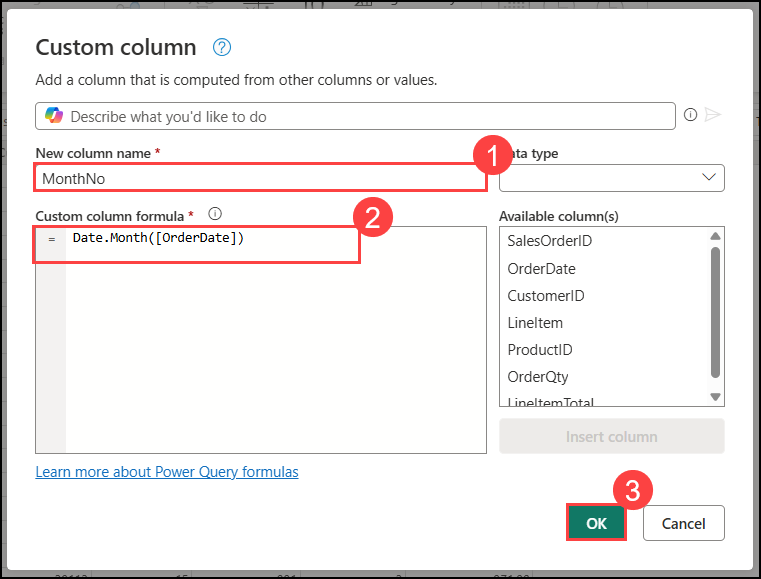 Custom column
Add a column that is computed from other columns or values.
Describe what you'd like to do
New column name *
1
ata type
MonthNo
Custom column formula *
2
Available column(s)
= Date.Month([OrderDate])
SalesOrderID
OrderDate
CustomerID
LineItem
ProductID
OrderQty
LineItemTotal
Insert column
Learn more about Power Query formulas
3
OK
Cancel